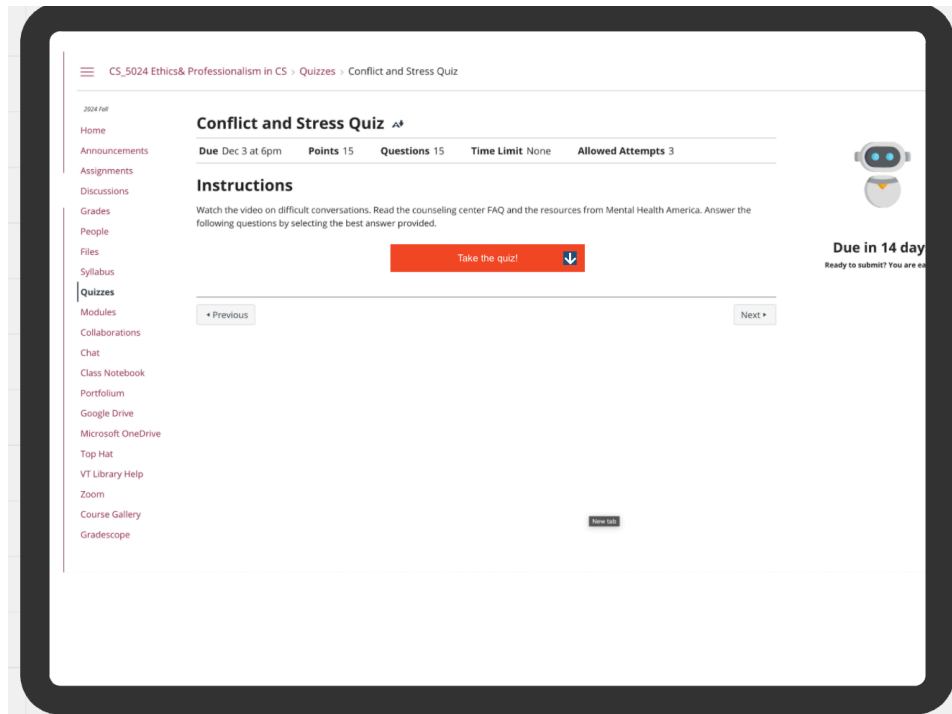 CS_5024 Ethics& Professionalism in CS › Quizzes › Conflict and Stress Quiz
2024 Fall
Home
Announcements
Assignments
Discussions
Grades
People
Files
Syllabus
Quizzes
Modules
Collaborations
Chat
Class Notebook
Portfolium
Google Drive
Microsoft OneDrive
Top Hat
VT Library Help
Zoom
Course Gallery
Gradescope
Conflict and Stress Quiz
Due Dec 3 at 6pm Points 15 Questions 15 Time Limit None Allowed Attempts 3
Instructions
Watch the video on difficult conversations. Read the counseling center FAQ and the resources from Mental Health America. Answer the
following questions by selecting the best answer provided.
Take the quiz!
Previous
Next
New tab
Due in 14 day
Ready to submit? You are ea